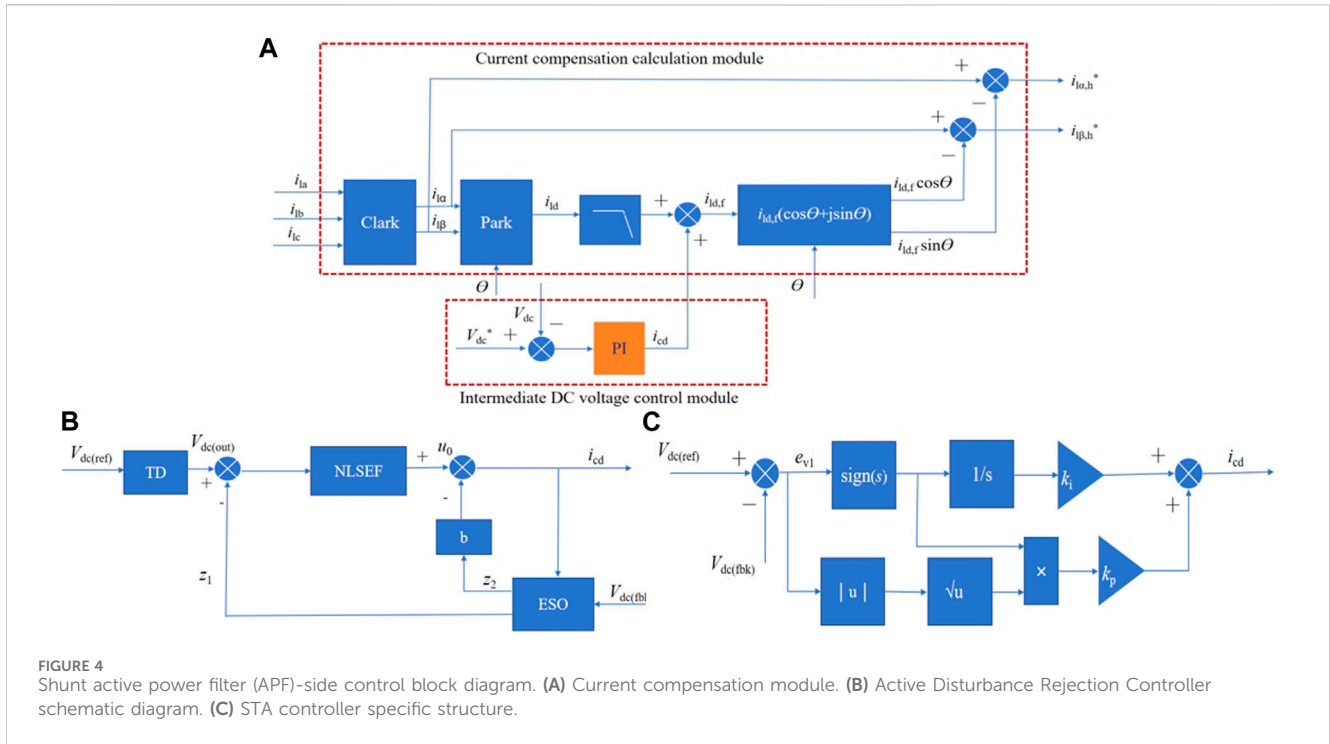 A
Current compensation calculation module
+
−
i_lα,h*
+
−
i_lβ,h*
i_la
i_lb
i_lc
Clark
i_lα
i_lβ
Park
i_ld
+
+
i_ld,f
i_ld,f(cosθ+jsinθ)
i_ld,f cosθ
i_ld,f sinθ
θ
θ
V_dc
−
V_dc* +
PI
i_cd
Intermediate DC voltage control module
B
V_dc(ref)
TD
V_dc(out)
+
-
NLSEF
+ u_0
-
i_cd
b
z_1
z_2
ESO
V_dc(fbl
C
V_dc(ref)
+
−
e_v1
sign(s)
1/s
k_i
+
+
i_cd
V_dc(fbk)
| u |
√u
×
k_p
FIGURE 4
Shunt active power filter (APF)-side control block diagram. (A) Current compensation module. (B) Active Disturbance Rejection Controller
schematic diagram. (C) STA controller specific structure.